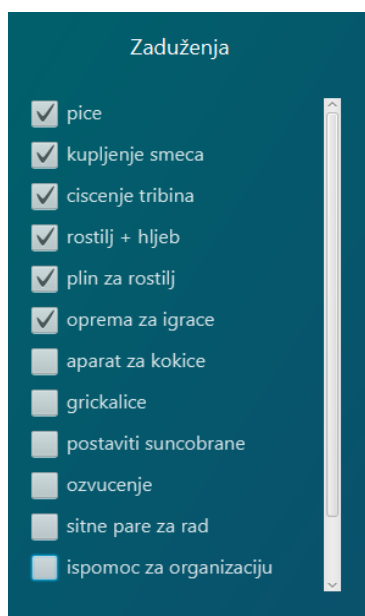 Zaduženja
pice
kupljenje smeca
ciscenje tribina
rostilj + hljeb
plin za rostilj
oprema za igrace
aparat za kokice
grickalice
postaviti suncobrane
ozvucenje
sitne pare za rad
ispomoc za organizaciju